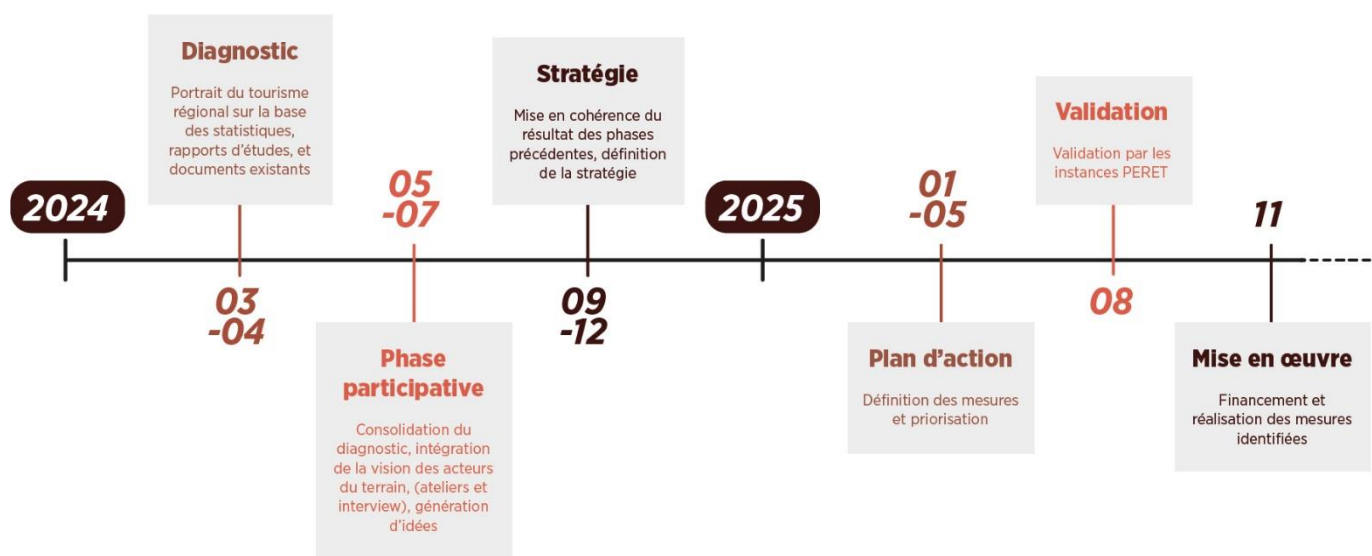 2024
Diagnostic
Portrait du tourisme
régional sur la base
des statistiques,
rapports d'études, et
documents existants
03
-04
05
-07
Phase
participative
Consolidation du
diagnostic, intégration
de la vision des acteurs
du terrain, (ateliers et
interview), génération
d'idées
Stratégie
Mise en cohérence du
résultat des phases
précédentes, définition
de la stratégie
09
-12
2025
01
-05
Plan d'action
Définition des mesures
et priorisation
Validation
Validation par les
instances PERET
08
11
Mise en œuvre
Financement et
réalisation des mesures
identifiées